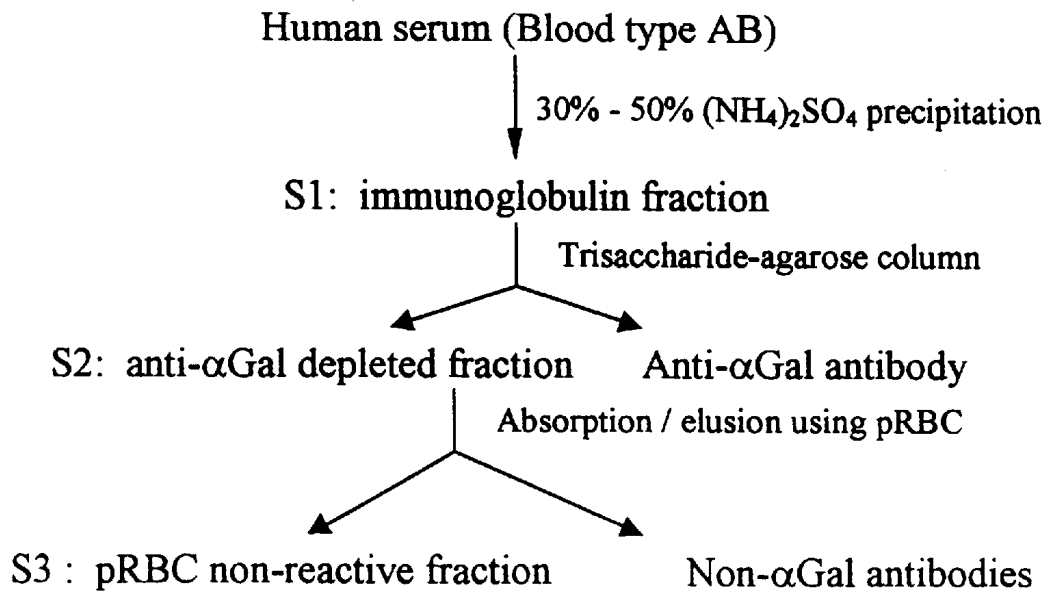 Human serum (Blood type AB)
30% - 50% (NH₄)₂SO₄ precipitation
S1: immunoglobulin fraction
Trisaccharide-agarose column
S2: anti-αGal depleted fraction Anti-αGal antibody
Absorption / elusion using pRBC
S3 : pRBC non-reactive fraction Non-αGal antibodies